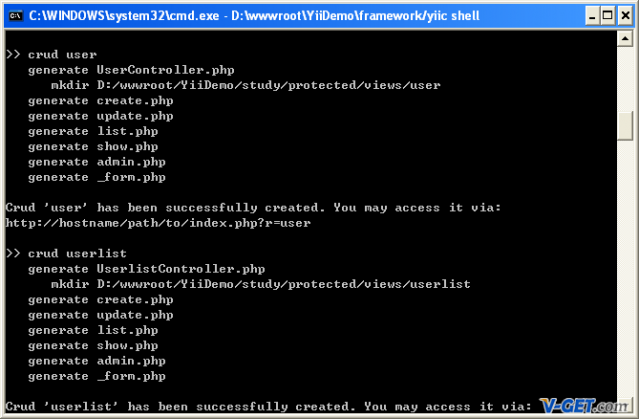 C:\WINDOWS\system32\cmd.exe - D:\wwwroot\YiiDemo\framework/yiic shell
>> crud user
generate UserController.php
mkdir D:/wwwroot/YiiDemo/study/protected/views/user
generate create.php
generate update.php
generate list.php
generate show.php
generate admin.php
generate _form.php
Crud 'user' has been successfully created. You may access it via:
http://hostname/path/to/index.php?r=user
>> crud userlist
generate UserlistController.php
mkdir D:/wwwroot/YiiDemo/study/protected/views/userlist
generate create.php
generate update.php
generate list.php
generate show.php
generate admin.php
generate _form.php
Crud 'userlist' has been successfully created. You may access it via:
V-GET.com